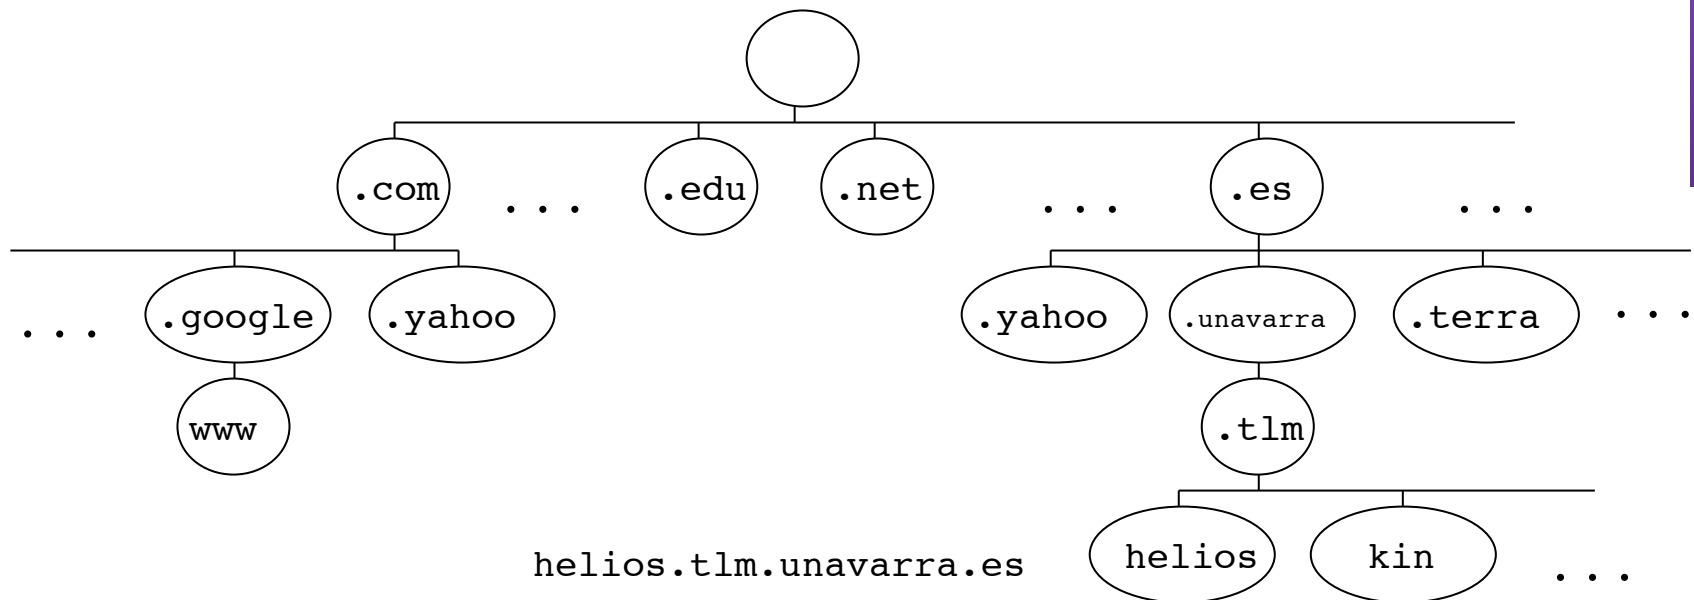 .com ... .edu .net ... .es ...
... .google .yahoo .yahoo .unavarra .terra ...
www .tlm
helios.tlm.unavarra.es helios kin ...